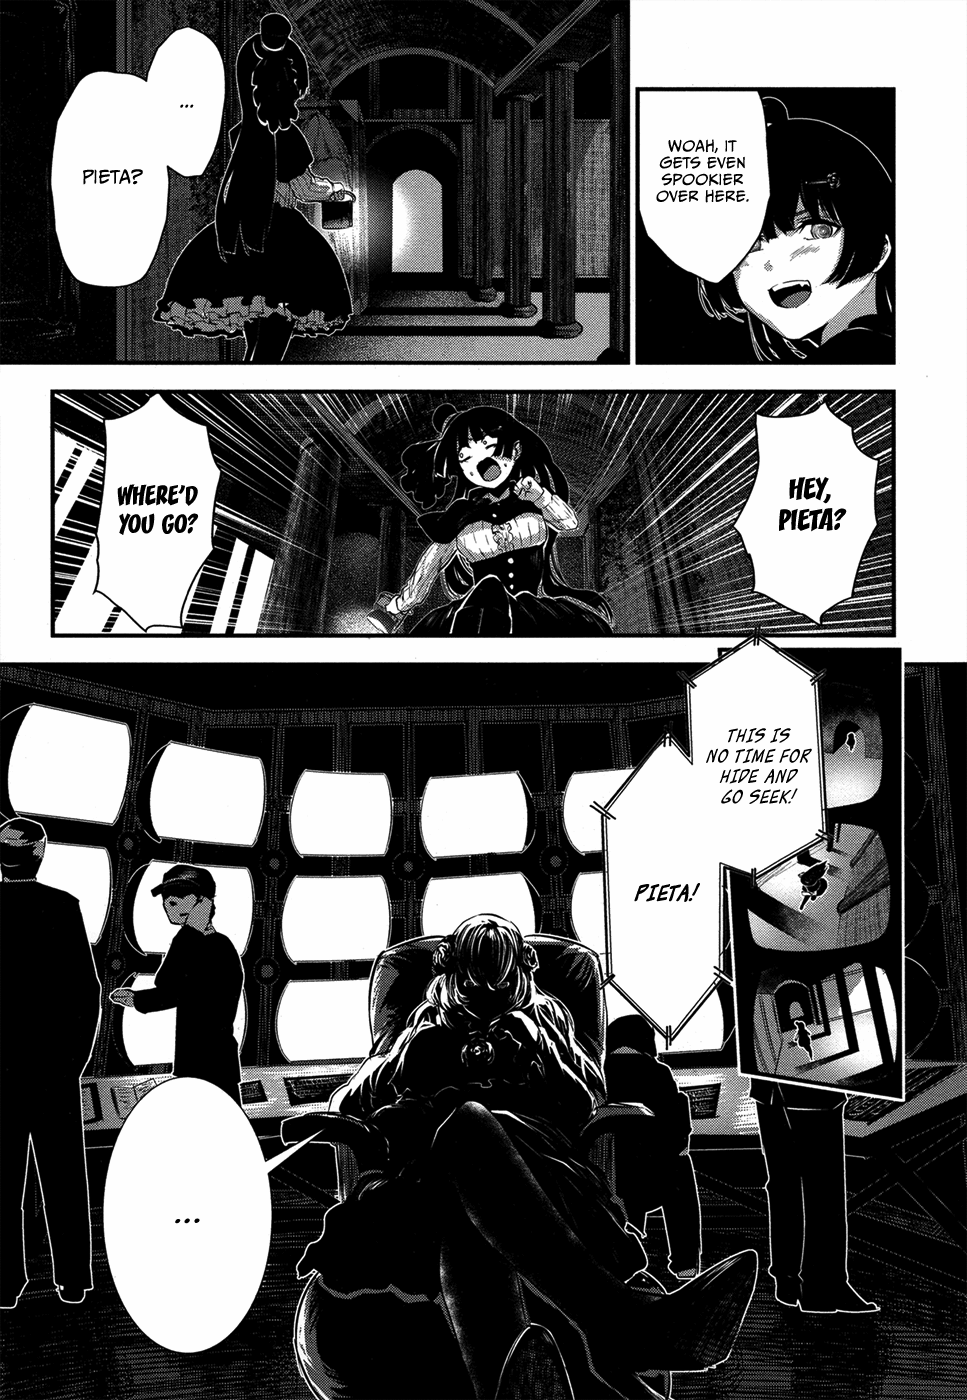 WOAH, IT
GETS EVEN
SPOOKIER
OVER HERE.
...
PIETA?
HEY,
PIETA?
WHERE'D
YOU GO?
THIS IS
NO TIME FOR
HIDE AND
GO SEEK!
PIETA!
...